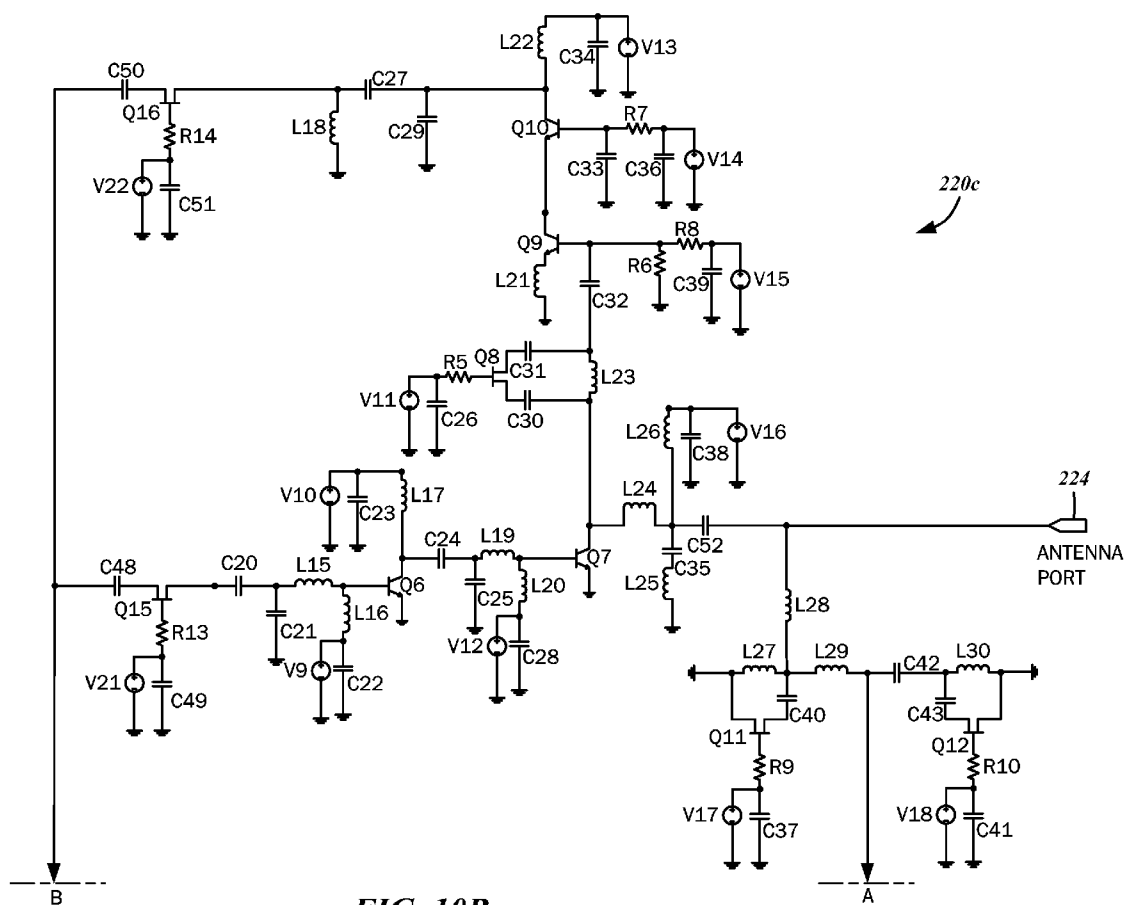 L22
C34
V13
C50
C27
Q16
R14
L18
C29
Q10
R7
C33
C36
V14
V22
C51
220c
Q9
R8
L21
R6
C39
V15
C32
R5
Q8
C31
L23
V11
C26
C30
L26
C38
V16
V10
C23
L17
L24
224
C24
L19
C52
ANTENNA
PORT
C48
C20
L15
Q6
Q7
C35
Q15
C25
L20
L25
L28
R13
C21
L16
V12
C28
L27
L29
C42
L30
V21
C49
V9
C22
C40
C43
Q11
Q12
R9
R10
V17
C37
V18
C41
B
A
FIG. 10B